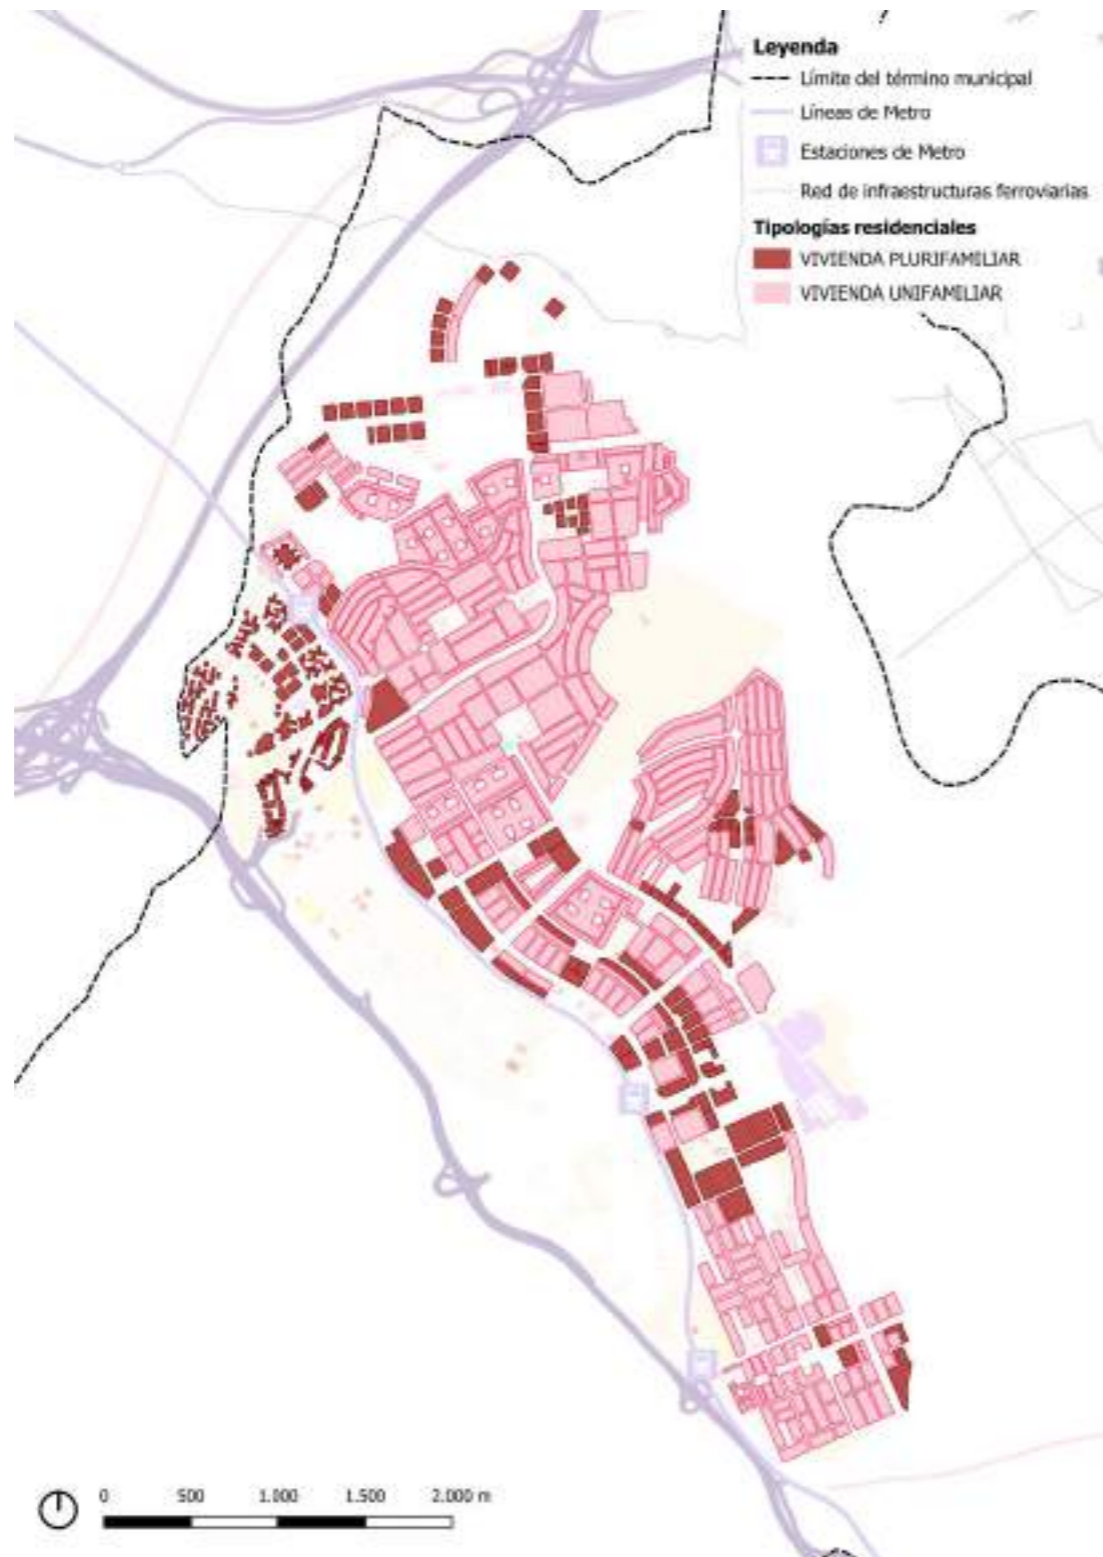 Leyenda
Límite del término municipal
Líneas de Metro
Estaciones de Metro
Red de infraestructuras ferroviarias
Tipologías residenciales
VIVIENDA PLURIFAMILIAR
VIVIENDA UNIFAMILIAR
0 500 1.000 1.500 2.000 m